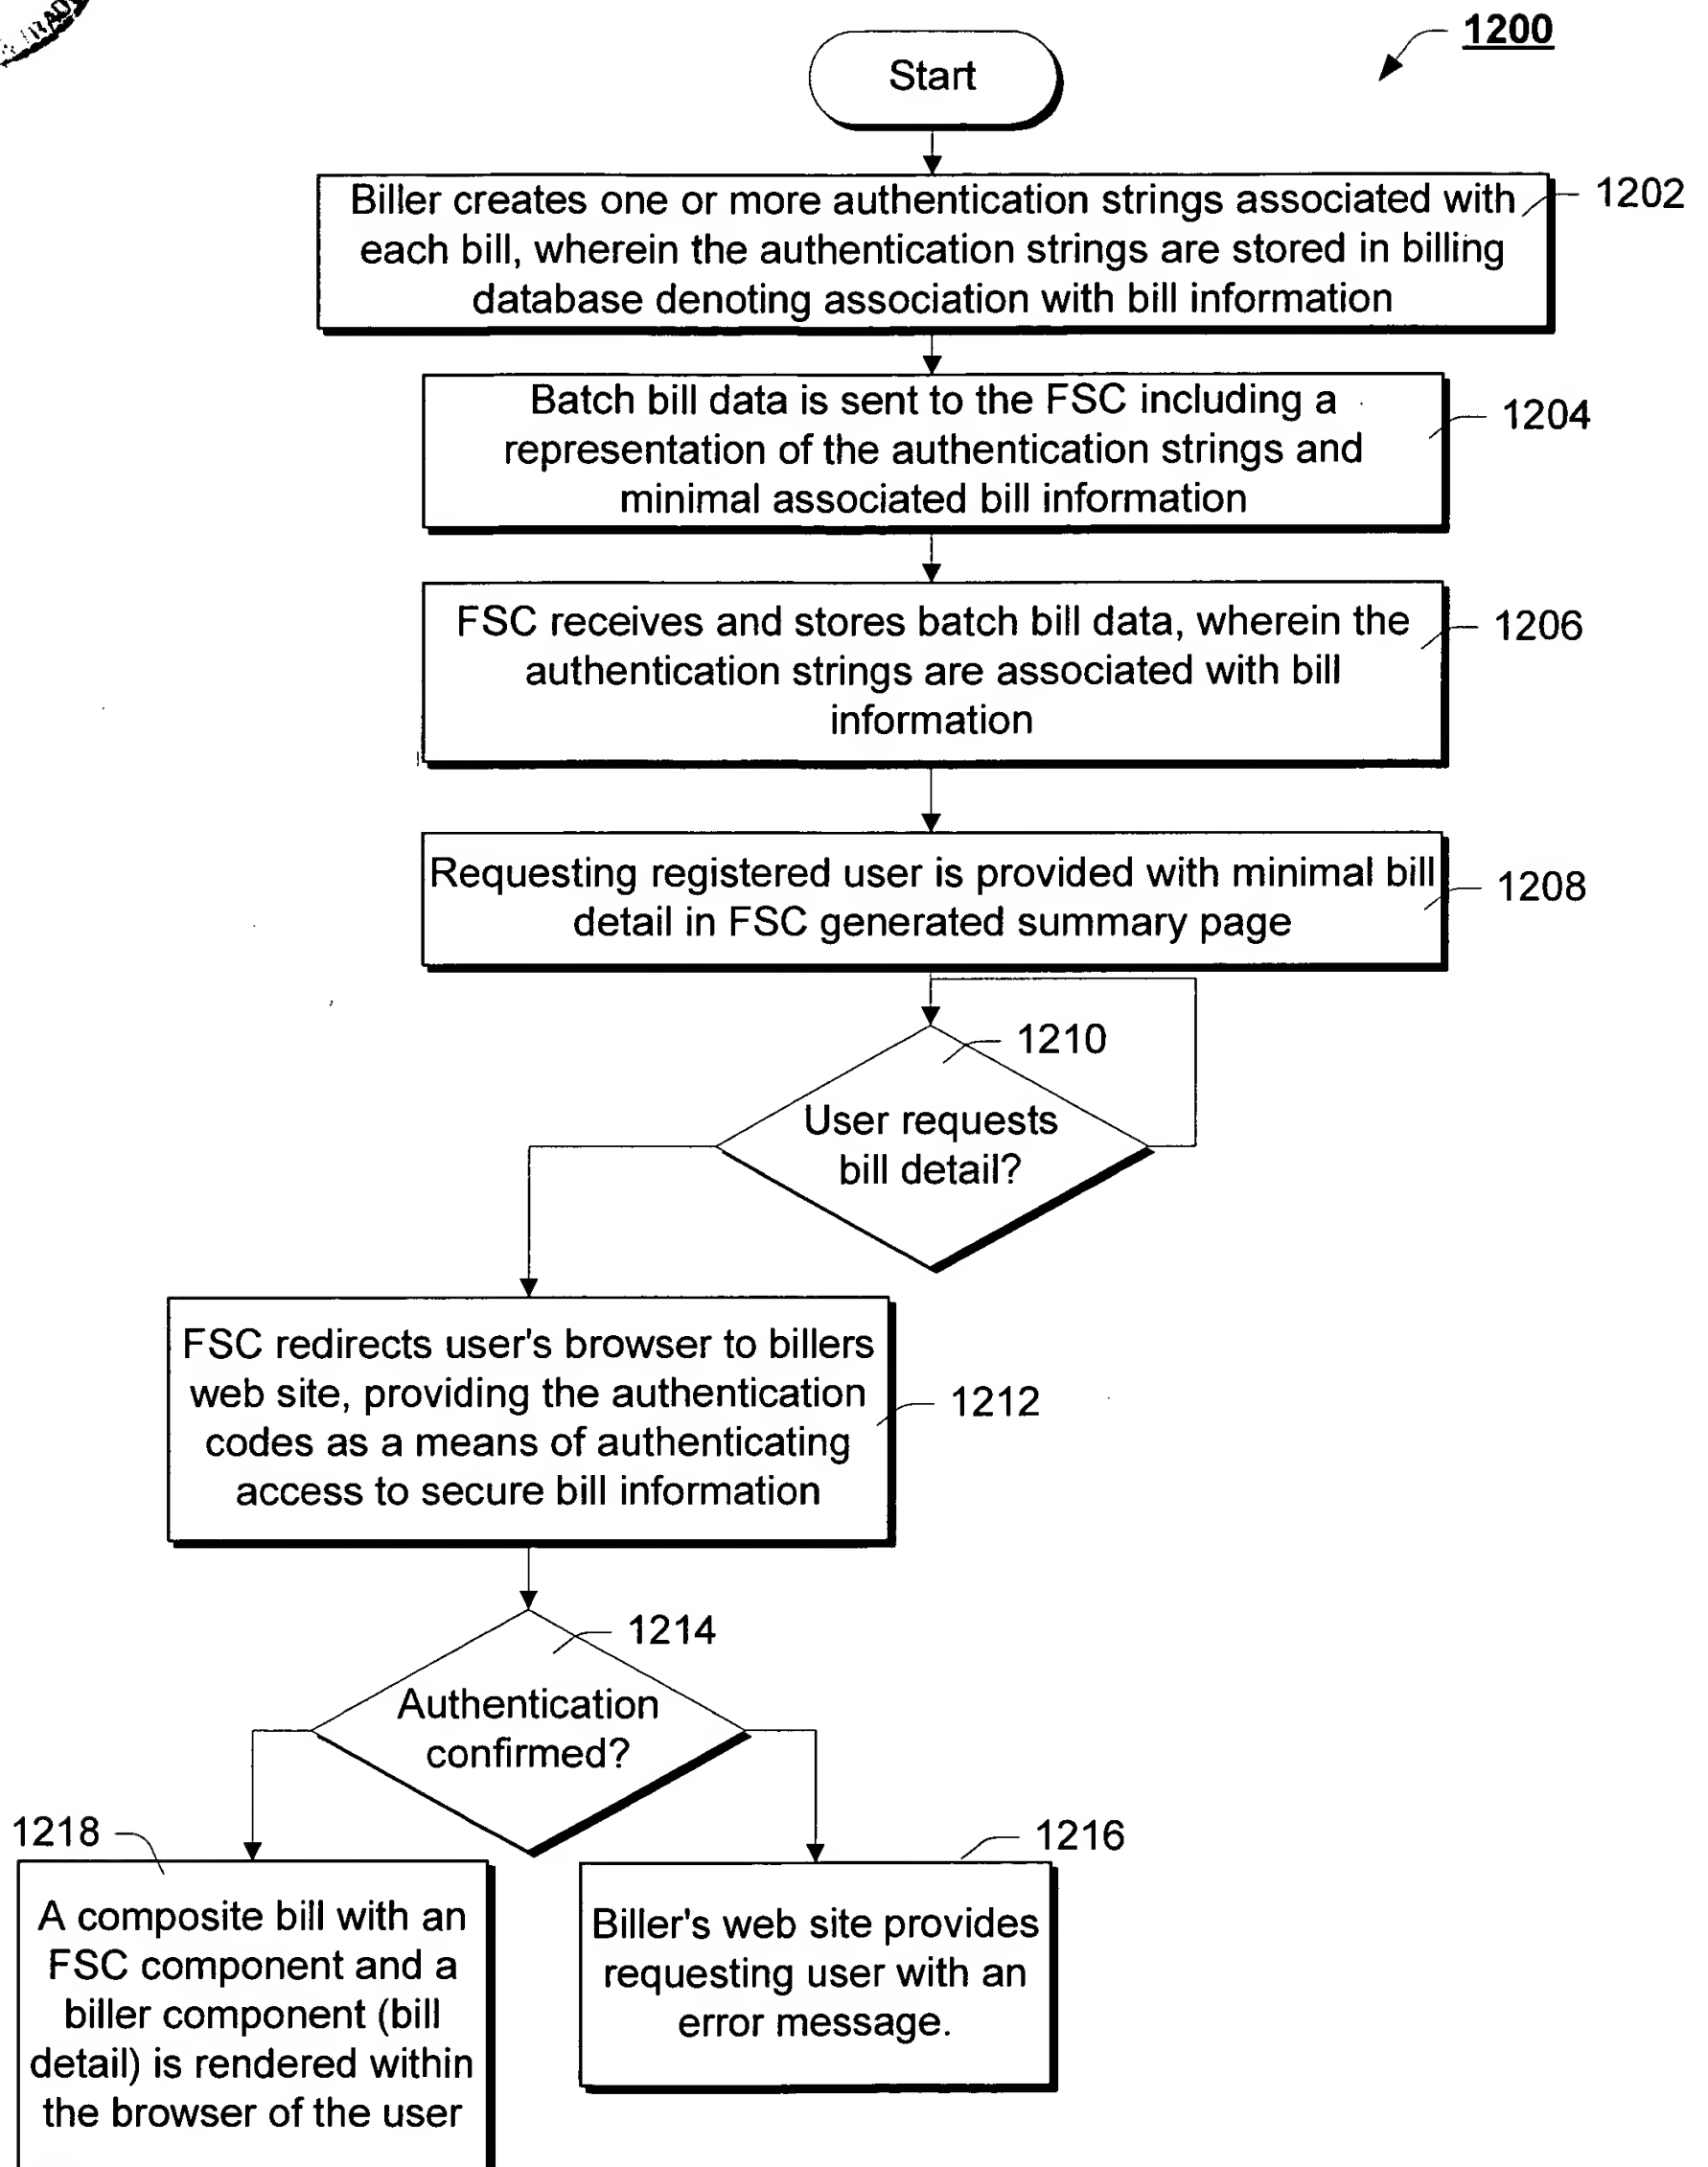 1200
Start
Biller creates one or more authentication strings associated with
each bill, wherein the authentication strings are stored in billing
database denoting association with bill information
1202
Batch bill data is sent to the FSC including a
representation of the authentication strings and
minimal associated bill information
1204
FSC receives and stores batch bill data, wherein the
authentication strings are associated with bill
information
1206
Requesting registered user is provided with minimal bill
detail in FSC generated summary page
1208
1210
User requests
bill detail?
FSC redirects user's browser to billers
web site, providing the authentication
codes as a means of authenticating
access to secure bill information
1212
1214
Authentication
confirmed?
1218
A composite bill with an
FSC component and a
biller component (bill
detail) is rendered within
the browser of the user
1216
Biller's web site provides
requesting user with an
error message.